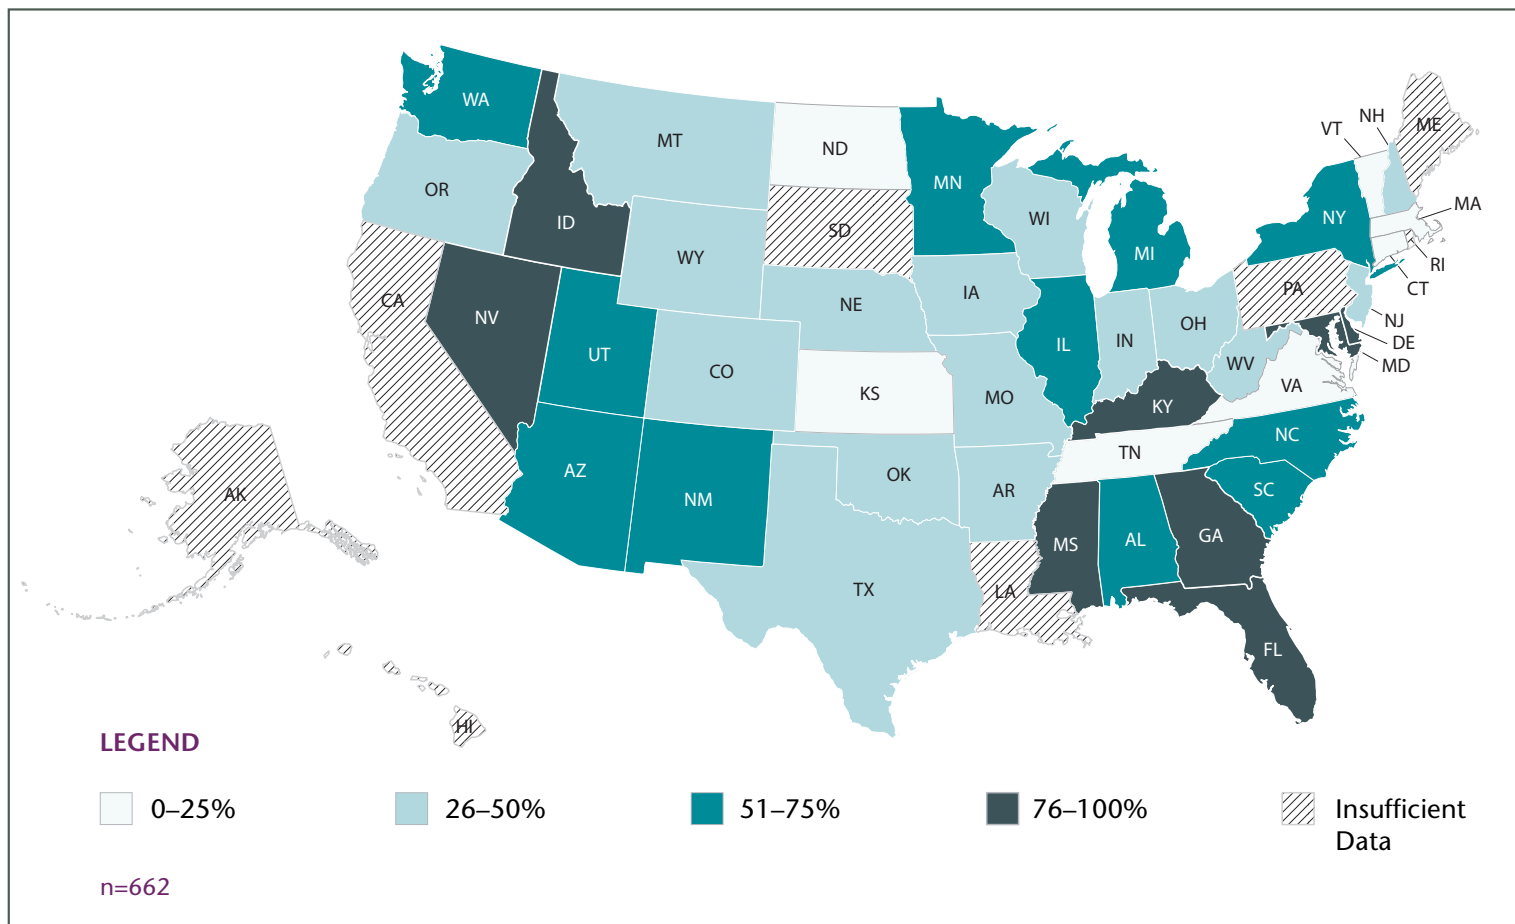 WA
MT
ND
MN
OR
ID
SD
WI
MI
NY
VT
NH
ME
MA
RI
CT
WY
CA
NV
NE
IA
PA
NJ
DE
MD
UT
CO
IL
IN
OH
WV
VA
KS
MO
KY
NC
TN
AZ
NM
OK
AR
SC
AK
MS
AL
GA
TX
LA
FL
HI
LEGEND
0–25%
26–50%
51–75%
76–100%
Insufficient
Data
n=662